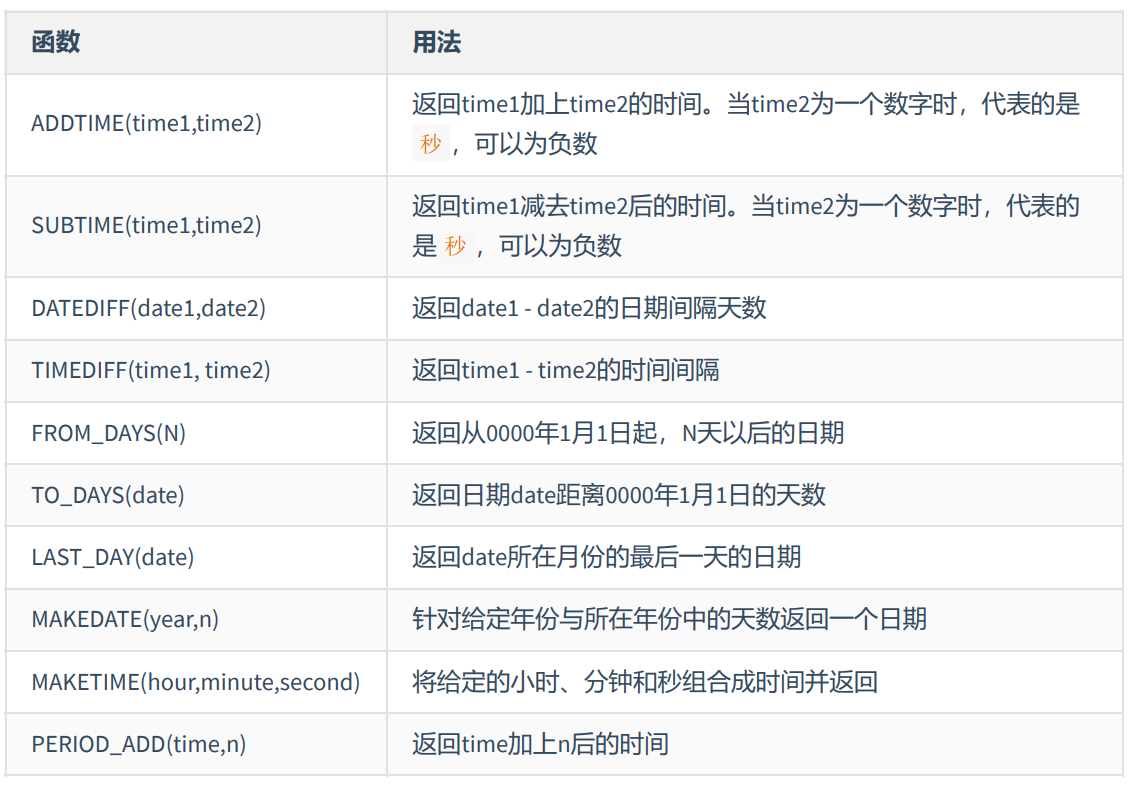 函数 用法
ADDTIME(time1,time2) 返回time1加上time2的时间。当time2为一个数字时，代表的是
秒 ，可以为负数
SUBTIME(time1,time2) 返回time1减去time2后的时间。当time2为一个数字时，代表的
是 秒 ，可以为负数
DATEDIFF(date1,date2) 返回date1 - date2的日期间隔天数
TIMEDIFF(time1, time2) 返回time1 - time2的时间间隔
FROM_DAYS(N) 返回从0000年1月1日起，N天以后的日期
TO_DAYS(date) 返回日期date距离0000年1月1日的天数
LAST_DAY(date) 返回date所在月份的最后一天的日期
MAKEDATE(year,n) 针对给定年份与所在年份中的天数返回一个日期
MAKETIME(hour,minute,second) 将给定的小时、分钟和秒组合成时间并返回
PERIOD_ADD(time,n) 返回time加上n后的时间